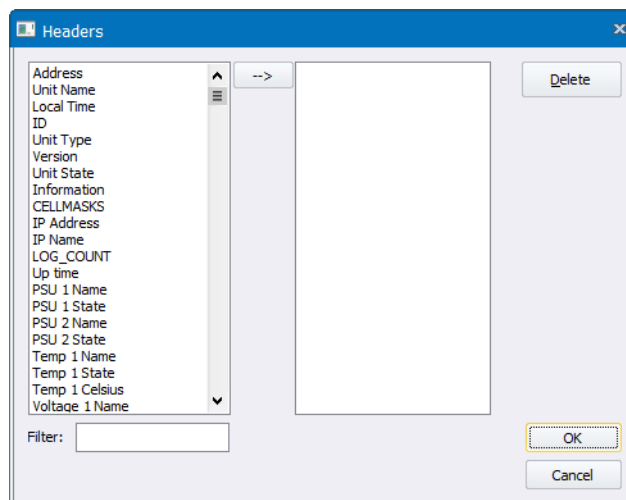 Headers
Address
Unit Name
Local Time
ID
Unit Type
Version
Unit State
Information
CELLMASKS
IP Address
IP Name
LOG_COUNT
Up time
PSU 1 Name
PSU 1 State
PSU 2 Name
PSU 2 State
Temp 1 Name
Temp 1 State
Temp 1 Celsius
Voltage 1 Name
-->
Delete
Filter:
OK
Cancel